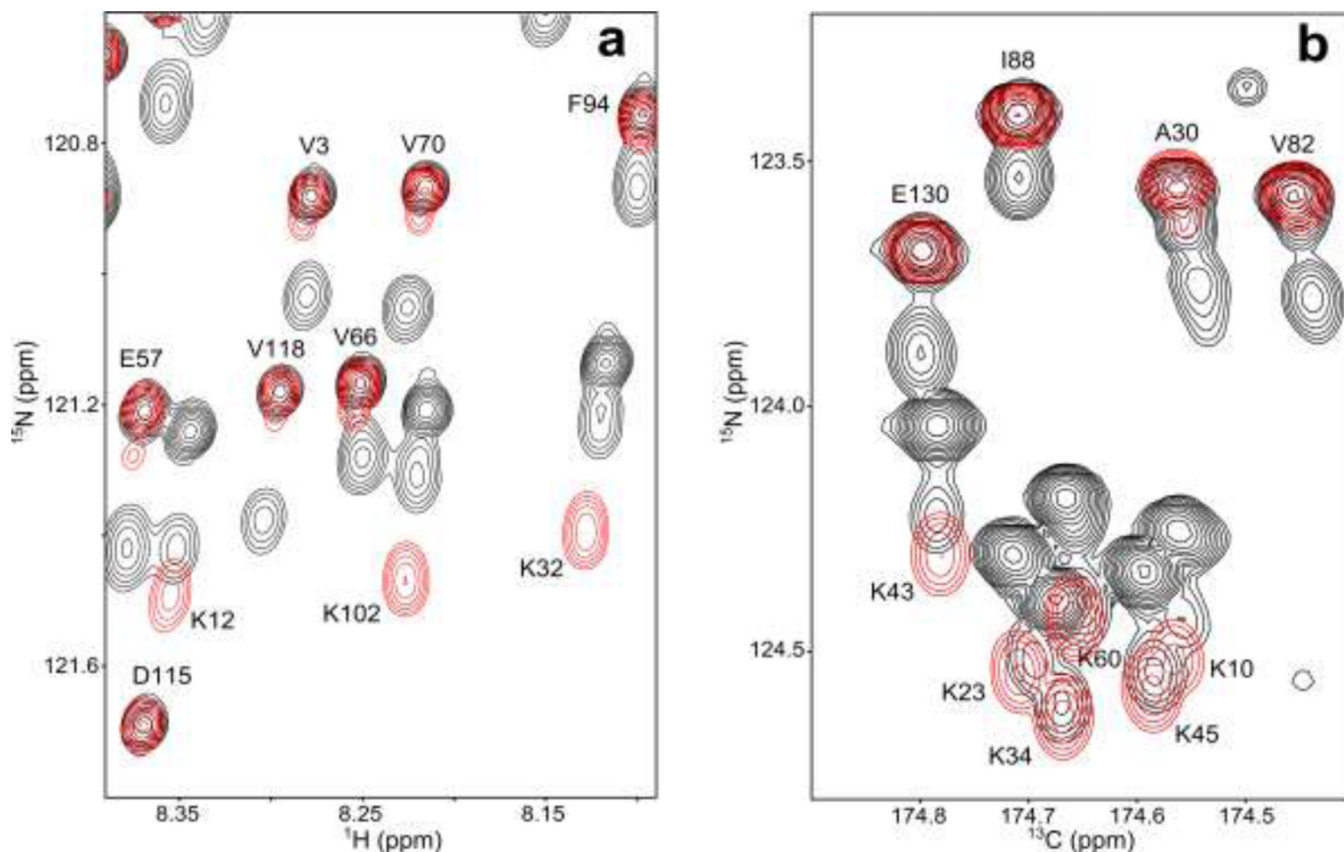 a
V3
V70
F94
120.8
E57
V118
V66
121.2
K12
K102
K32
121.6
D115
8.35
8.25
8.15
¹H (ppm)
¹⁵N (ppm)
b
I88
A30
V82
123.5
E130
124.0
K43
124.5
K23
K60
K10
K34
K45
174.8
174.7
174.6
174.5
¹³C (ppm)
¹⁵N (ppm)